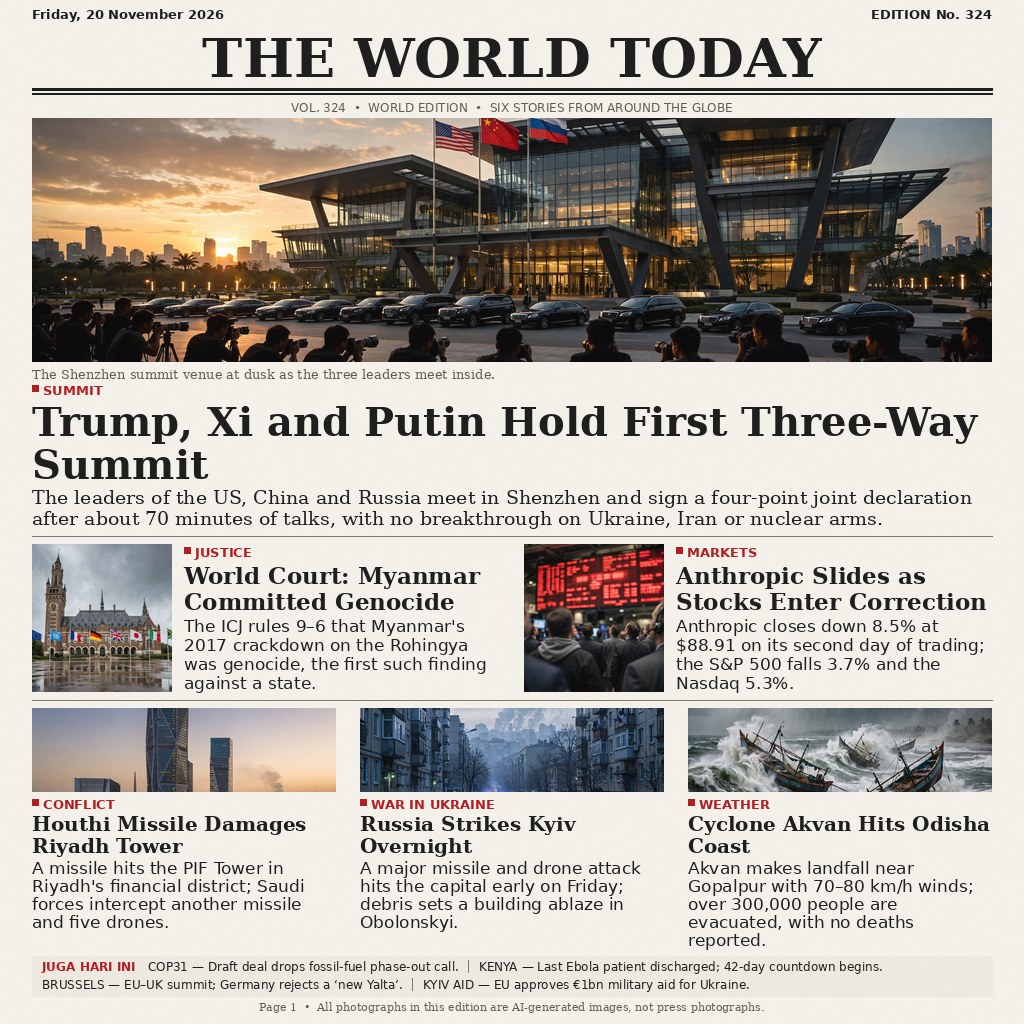 Friday, 20 November 2026
EDITION No. 324
THE WORLD TODAY
VOL. 324 • WORLD EDITION • SIX STORIES FROM AROUND THE GLOBE
The Shenzhen summit venue at dusk as the three leaders meet inside.
SUMMIT
Trump, Xi and Putin Hold First Three-Way
Summit
The leaders of the US, China and Russia meet in Shenzhen and sign a four-point joint declaration
after about 70 minutes of talks, with no breakthrough on Ukraine, Iran or nuclear arms.
JUSTICE
World Court: Myanmar
Committed Genocide
The ICJ rules 9–6 that Myanmar's
2017 crackdown on the Rohingya
was genocide, the first such finding
against a state.
MARKETS
Anthropic Slides as
Stocks Enter Correction
Anthropic closes down 8.5% at
$88.91 on its second day of trading;
the S&P 500 falls 3.7% and the
Nasdaq 5.3%.
CONFLICT
Houthi Missile Damages
Riyadh Tower
A missile hits the PIF Tower in
Riyadh's financial district; Saudi
forces intercept another missile
and five drones.
WAR IN UKRAINE
Russia Strikes Kyiv
Overnight
A major missile and drone attack
hits the capital early on Friday;
debris sets a building ablaze in
Obolonskyi.
WEATHER
Cyclone Akvan Hits Odisha
Coast
Akvan makes landfall near
Gopalpur with 70–80 km/h winds;
over 300,000 people are
evacuated, with no deaths
reported.
JUGA HARI INI COP31 — Draft deal drops fossil-fuel phase-out call. | KENYA — Last Ebola patient discharged; 42-day countdown begins.
BRUSSELS — EU–UK summit; Germany rejects a ‘new Yalta’. | KYIV AID — EU approves €1bn military aid for Ukraine.
Page 1 • All photographs in this edition are AI-generated images, not press photographs.